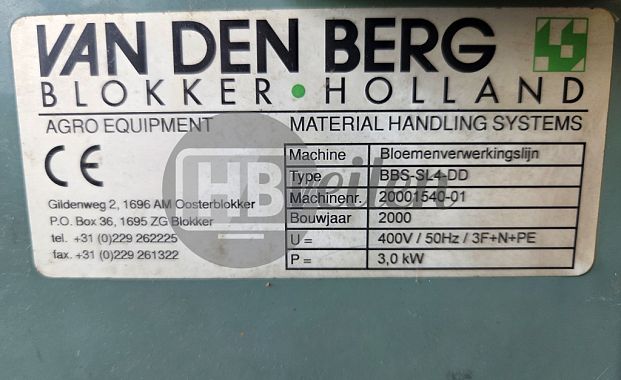 VAN DEN BERG
BLOKKER • HOLLAND
AGRO EQUIPMENT MATERIAL HANDLING SYSTEMS
CE
Gildenweg 2, 1696 AM Oosterblokker
P.O. Box 36, 1695 ZG Blokker
tel. +31 (0)229 262225
fax. +31 (0)229 261322
Machine Bloemenverwerkingslijn
Type BBS-SL4-DD
Machinenr. 20001540-01
Bouwjaar 2000
U = 400V / 50Hz / 3F+N+PE
P = 3,0 kW
HBveilen